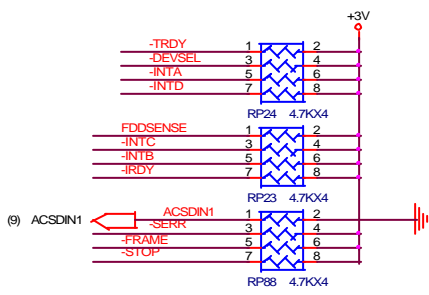 +3V
-TRDY 1 2
-DEVSEL 3 4
-INTA 5 6
-INTD 7 8
RP24 4.7KX4
FDDSENSE 1 2
-INTC 3 4
-INTB 5 6
-IRDY 7 8
RP23 4.7KX4
(9) ACSDIN1 ACSDIN1 1 2
-SERR 3 4
-FRAME 5 6
-STOP 7 8
RP88 4.7KX4